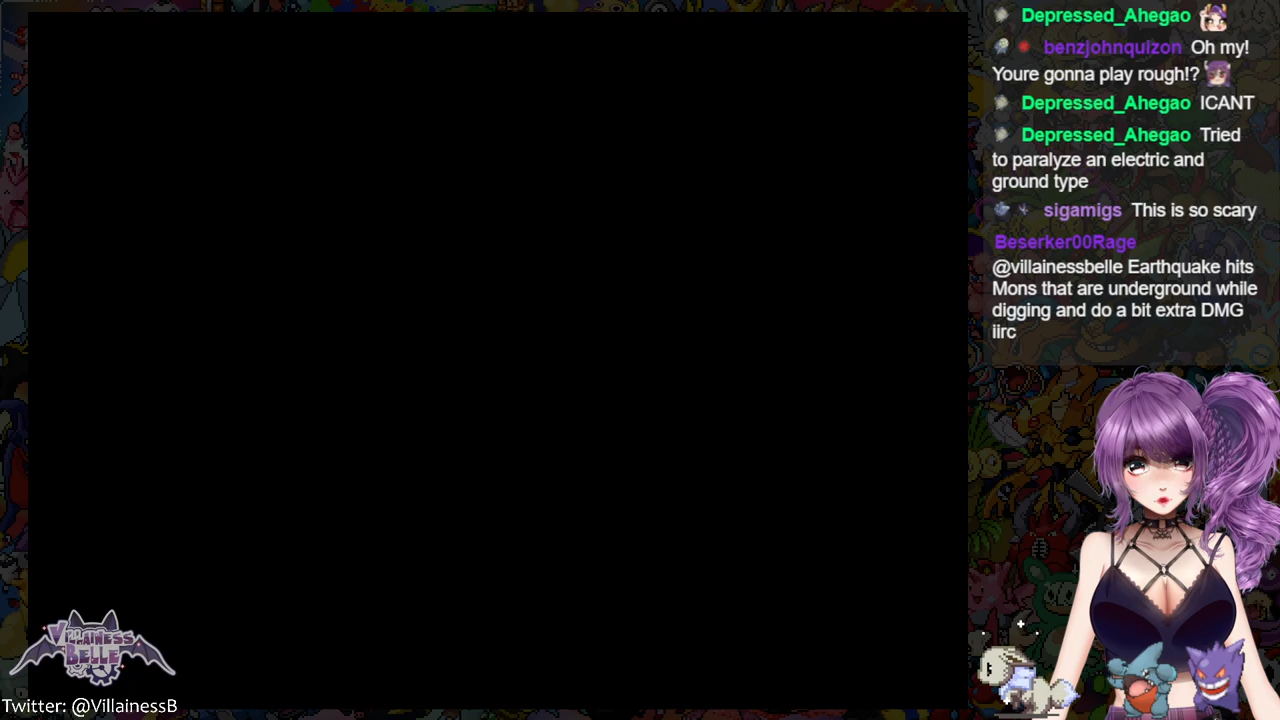 Depressed_Ahegao
benzjohnquizon Oh my!
Youre gonna play rough!?
Depressed_Ahegao ICANT
Depressed_Ahegao Tried
to paralyze an electric and
ground type
sigamigs This is so scary
Beserker00Rage
@villainessbelle Earthquake hits
Mons that are underground while
digging and do a bit extra DMG
iirc
VILLAINESS
BELLE
Twitter: @VillainessB